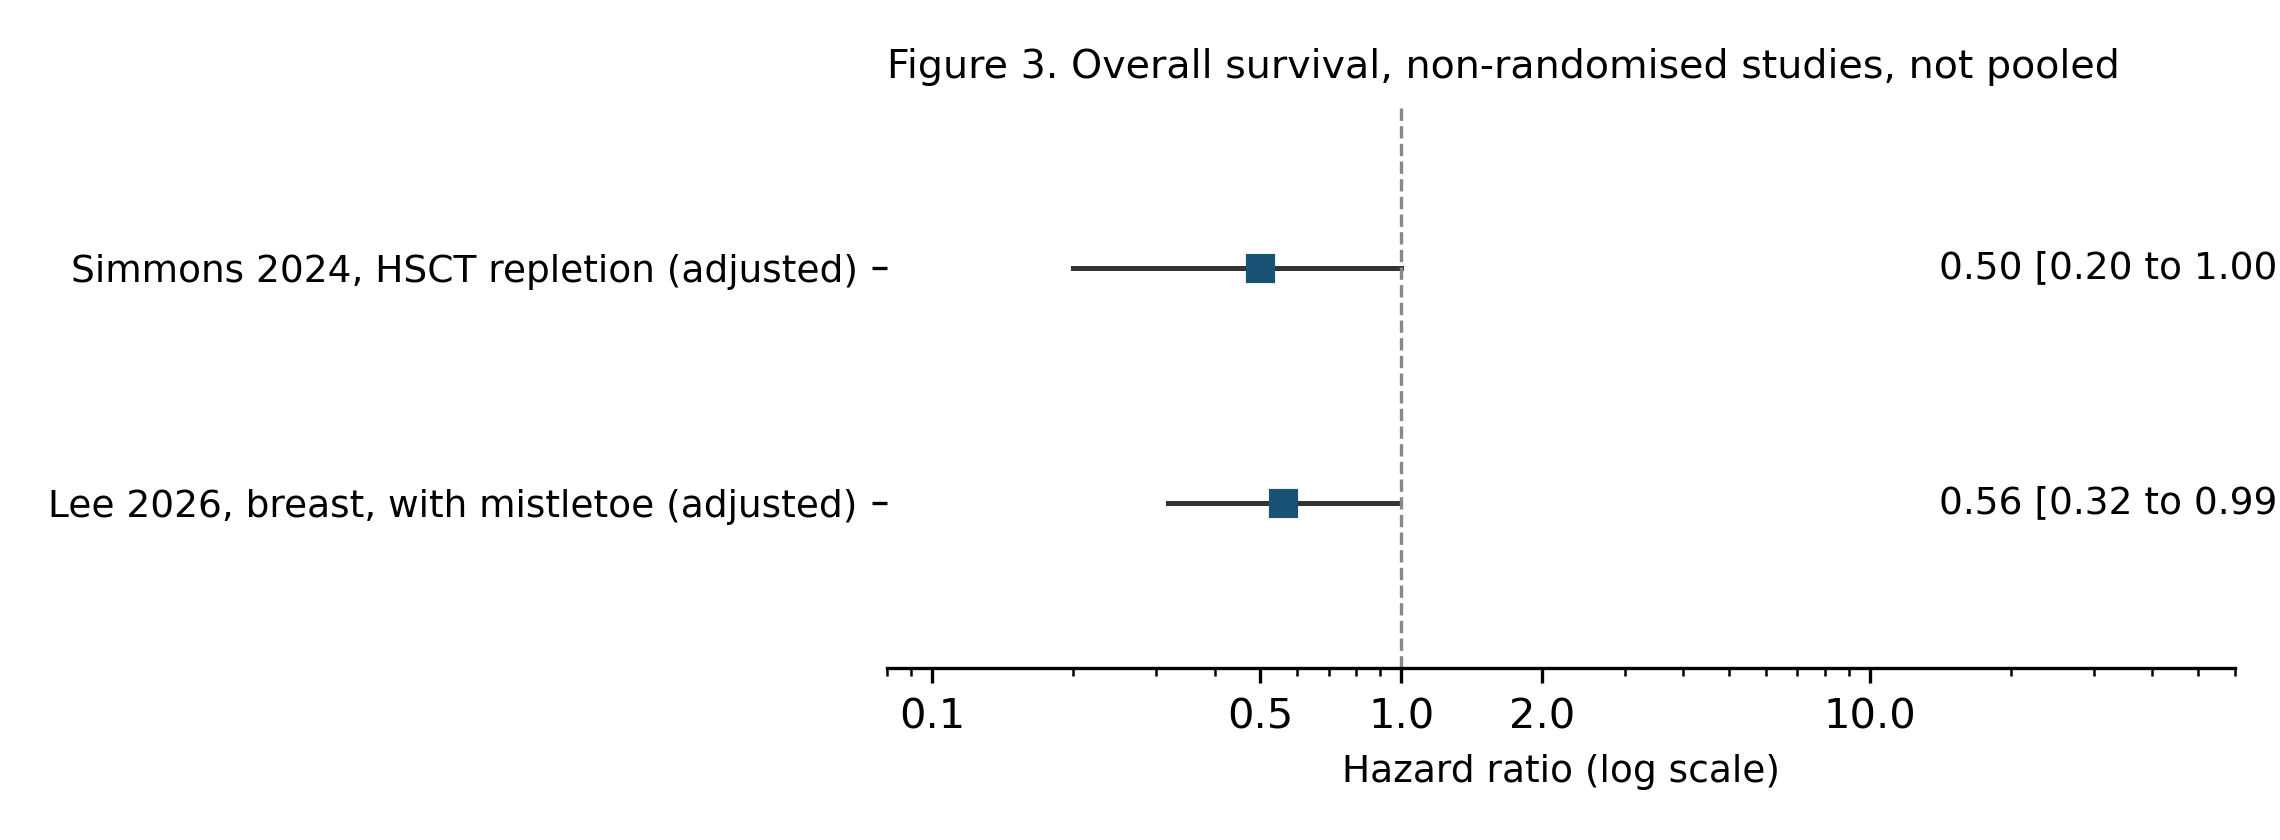 Figure 3. Overall survival, non-randomised studies, not pooled
Simmons 2024, HSCT repletion (adjusted)
0.50 [0.20 to 1.00
Lee 2026, breast, with mistletoe (adjusted)
0.56 [0.32 to 0.99
0.1 0.5 1.0 2.0 10.0
Hazard ratio (log scale)